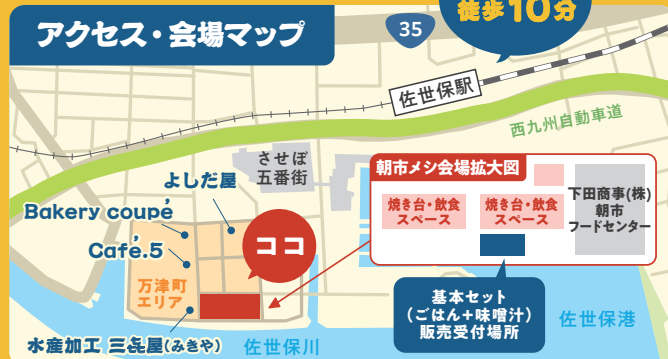 アクセス・会場マップ
徒歩10分
35
佐世保駅
西九州自動車道
させぼ
五番街
よしだ屋
Bakery coupé
Café.5
ココ
万津町
エリア
水産加工 三㐂屋(みきや)
佐世保川
朝市メシ会場拡大図
焼き台・飲食
スペース
焼き台・飲食
スペース
下田商事(株)
朝市
フードセンター
基本セット
(ごはん+味噌汁)
販売受付場所
佐世保港